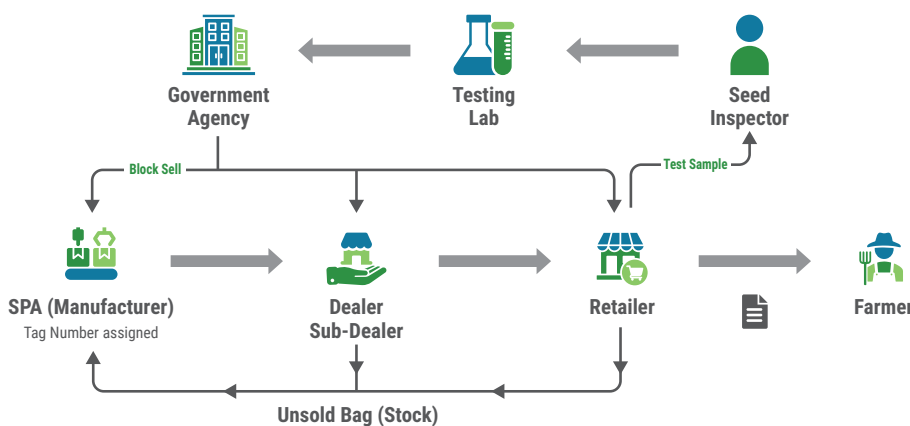 Government
Agency
Testing
Lab
Seed
Inspector
Block Sell
Test Sample
SPA (Manufacturer)
Tag Number assigned
Dealer
Sub-Dealer
Retailer
Farmer
Unsold Bag (Stock)